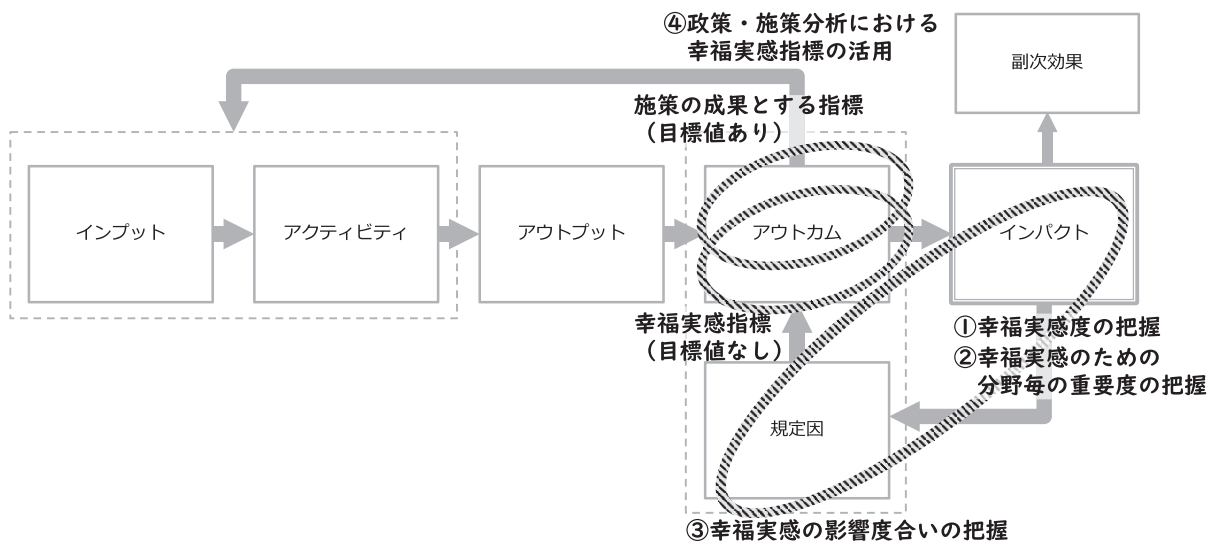 ④政策・施策分析における
幸福実感指標の活用
副次効果
施策の成果とする指標
（目標値あり）
インプット
アクティビティ
アウトプット
アウトカム
インパクト
幸福実感指標
（目標値なし）
①幸福実感度の把握
②幸福実感のための
分野毎の重要度の把握
規定因
③幸福実感の影響度合いの把握